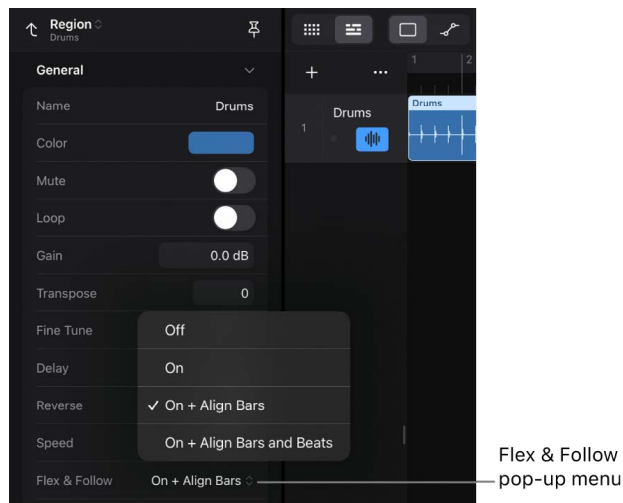 Region
Drums
General
Name Drums
Color
Mute
Loop
Gain 0.0 dB
Transpose 0
Fine Tune
Delay
Reverse
Speed
Flex & Follow On + Align Bars
Off
On
✓ On + Align Bars
On + Align Bars and Beats
1 2
1 Drums
Drums
Flex & Follow
pop-up menu